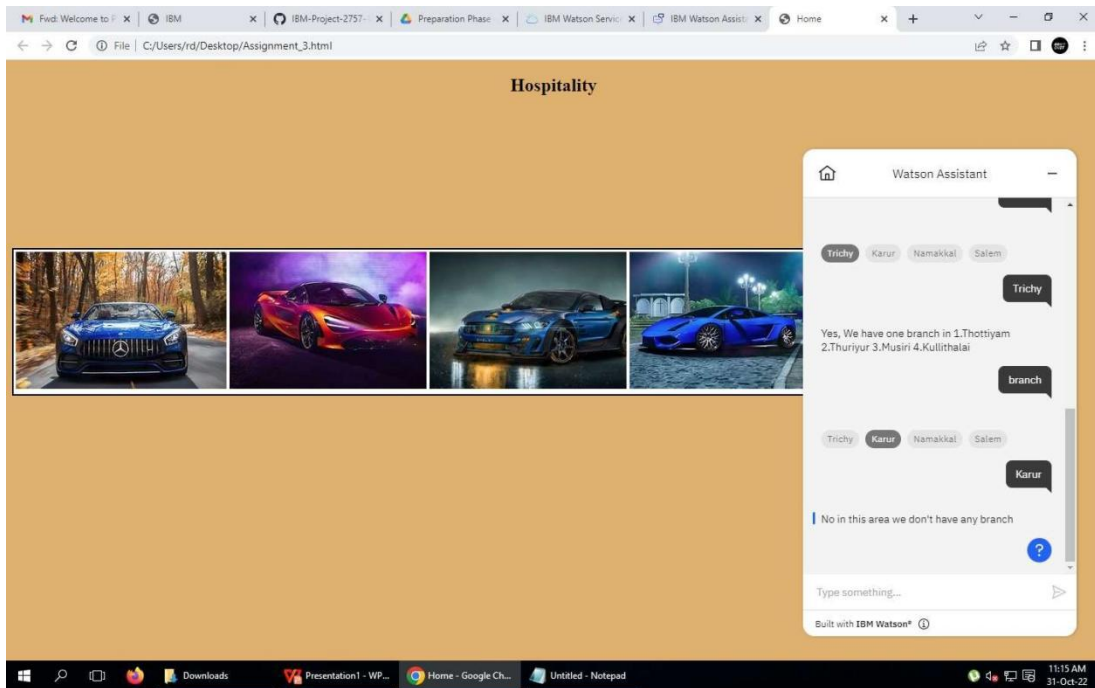 Fwd: Welcome to P
IBM
IBM-Project-2757-
Preparation Phase
IBM Watson Servic
IBM Watson Assist
Home
File | C:/Users/rd/Desktop/Assignment_3.html
Hospitality
Watson Assistant
Trichy Karur Namakkal Salem
Trichy
Yes, We have one branch in 1.Thottiyam
2.Thuriyur 3.Musiri 4.Kullithalai
branch
Trichy Karur Namakkal Salem
Karur
No in this area we don't have any branch
?
Type something...
Built with IBM Watson®
Downloads
Presentation1 - WP...
Home - Google Ch...
Untitled - Notepad
11:15 AM
31-Oct-22